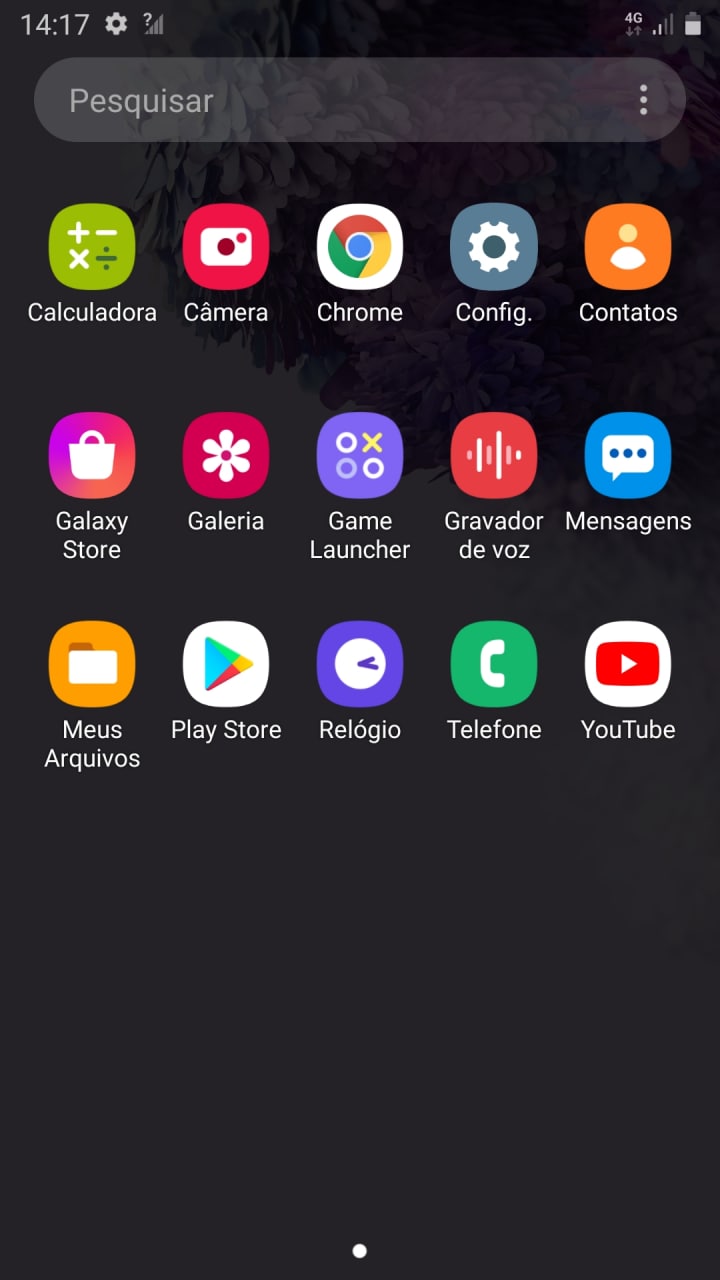 14:17
4G
Pesquisar
Calculadora
Câmera
Chrome
Config.
Contatos
Galaxy
Store
Galeria
Game
Launcher
Gravador
de voz
Mensagens
Meus
Arquivos
Play Store
Relógio
Telefone
YouTube